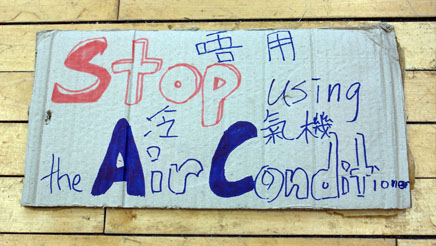 唔用
Stop using
冷氣機
the Air Conditioner